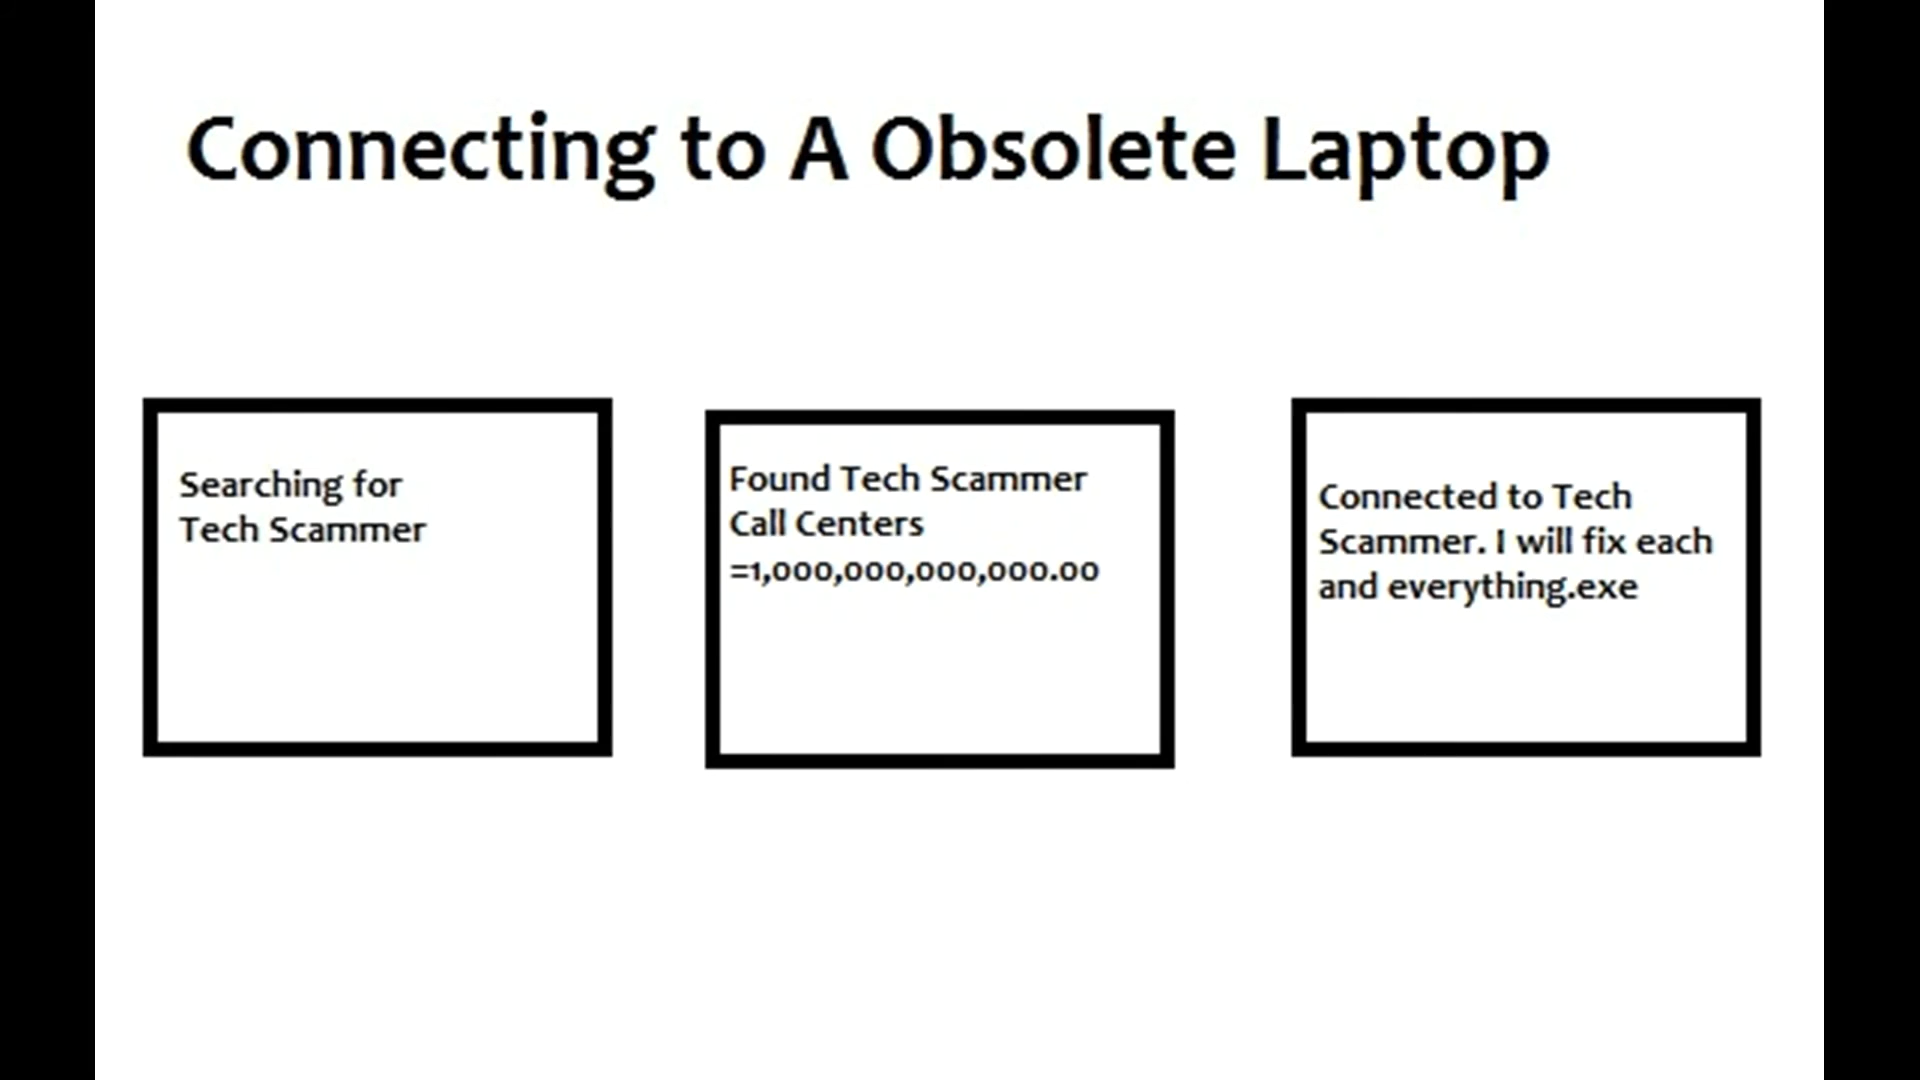 Connecting to A Obsolete Laptop
Searching for
Tech Scammer
Found Tech Scammer
Call Centers
=1,000,000,000,000.00
Connected to Tech
Scammer. I will fix each
and everything.exe